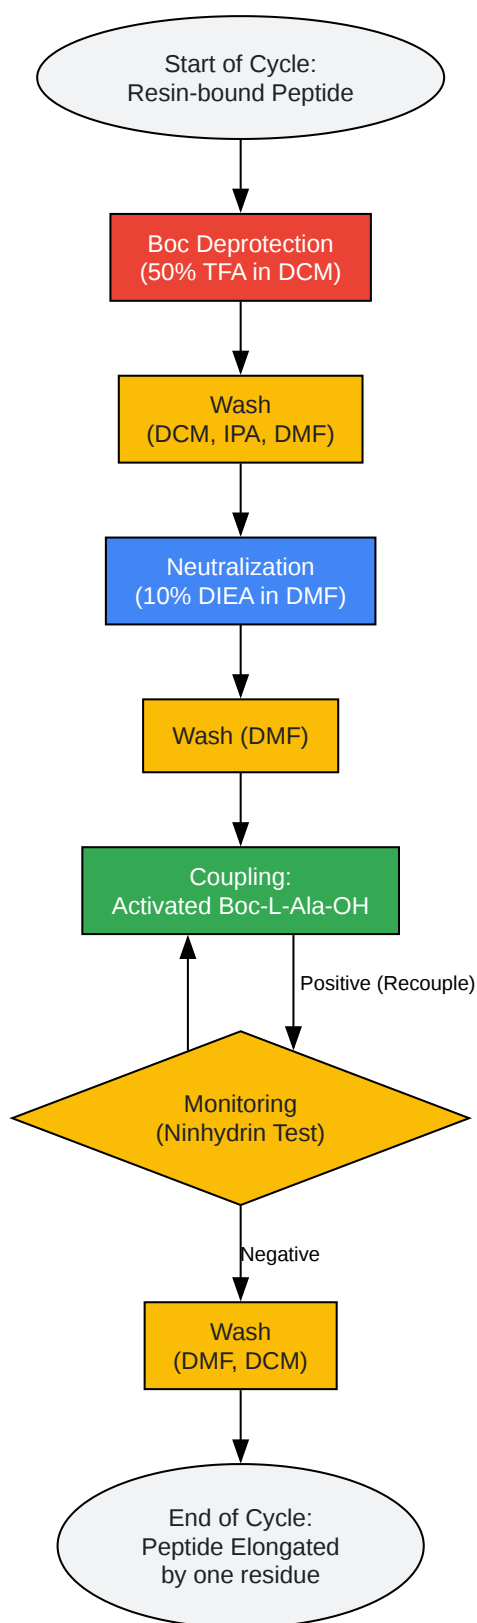 Start of Cycle:
Resin-bound Peptide
Boc Deprotection
(50% TFA in DCM)
Wash
(DCM, IPA, DMF)
Neutralization
(10% DIEA in DMF)
Wash (DMF)
Coupling:
Activated Boc-L-Ala-OH
Positive (Recouple)
Monitoring
(Ninhydrin Test)
Negative
Wash
(DMF, DCM)
End of Cycle:
Peptide Elongated
by one residue